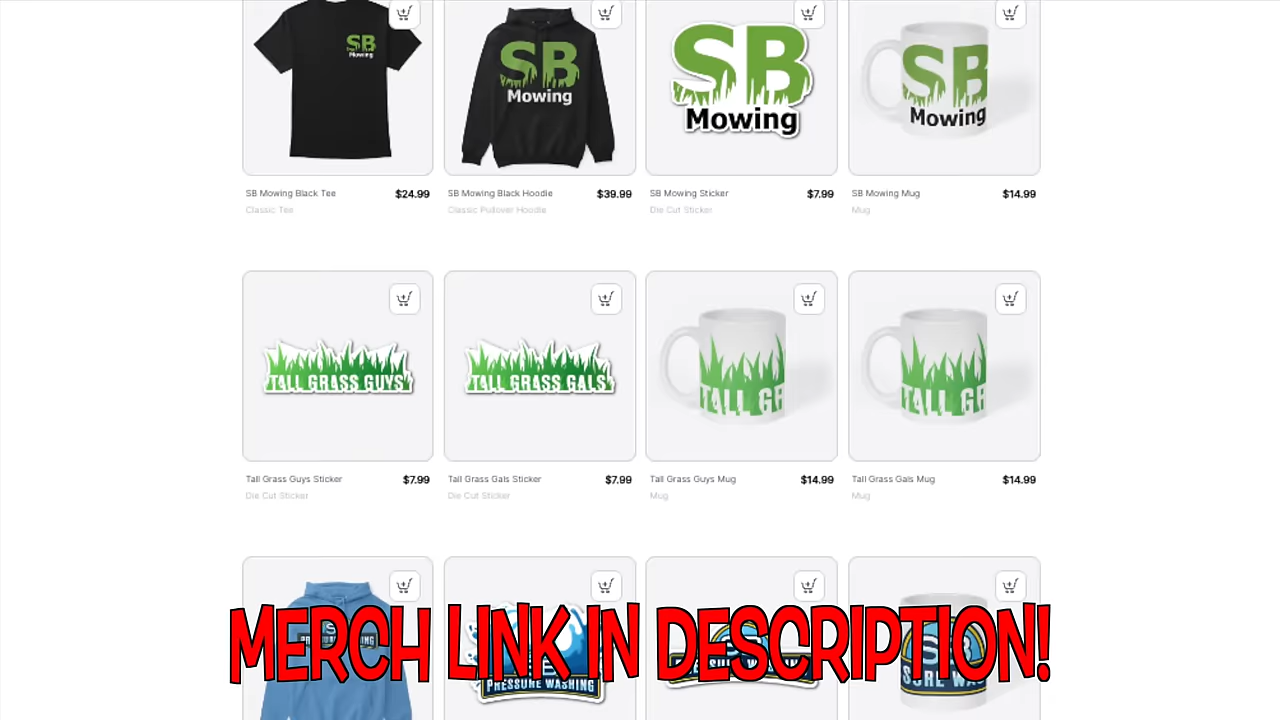 SB
Mowing
SB
Mowing
SB
Mowing
SB
Mowing
SB Mowing Black Tee $24.99
Classic Tee
SB Mowing Black Hoodie $39.99
Classic Pullover Hoodie
SB Mowing Sticker $7.99
Die Cut Sticker
SB Mowing Mug $14.99
Mug
TALL GRASS GUYS
TALL GRASS GALS
TALL GR
TALL GR
Tall Grass Guys Sticker $7.99
Die Cut Sticker
Tall Grass Gals Sticker $7.99
Die Cut Sticker
Tall Grass Guys Mug $14.99
Mug
Tall Grass Gals Mug $14.99
Mug
MERCH LINK IN DESCRIPTION!
PRESSURE WASHING